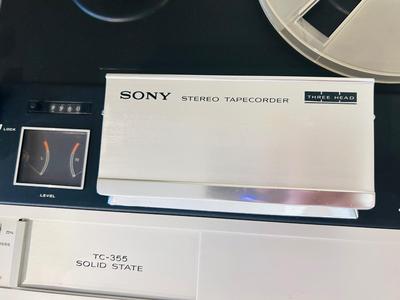 SONY STEREO TAPECORDER THREE HEAD
LOCK
LEVEL
TC-355
SOLID STATE